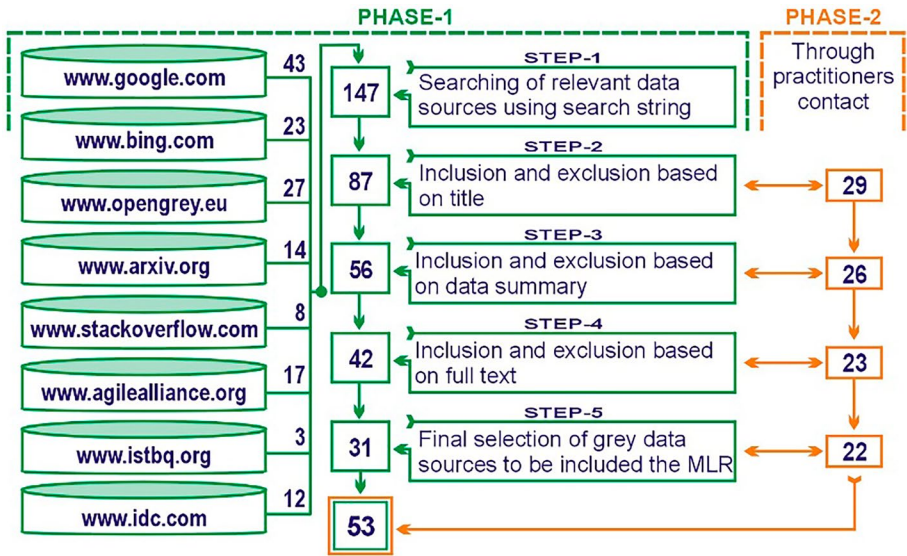 PHASE-1
PHASE-2
www.google.com
43
www.bing.com
23
www.opengrey.eu
27
www.arxiv.org
14
www.stackoverflow.com
8
www.agilealliance.org
17
www.istbq.org
3
www.idc.com
12
147
STEP-1
Searching of relevant data
sources using search string
87
STEP-2
Inclusion and exclusion based
on title
56
STEP-3
Inclusion and exclusion based
on data summary
42
STEP-4
Inclusion and exclusion based
on full text
31
STEP-5
Final selection of grey data
sources to be included the MLR
53
Through
practitioners
contact
29
26
23
22